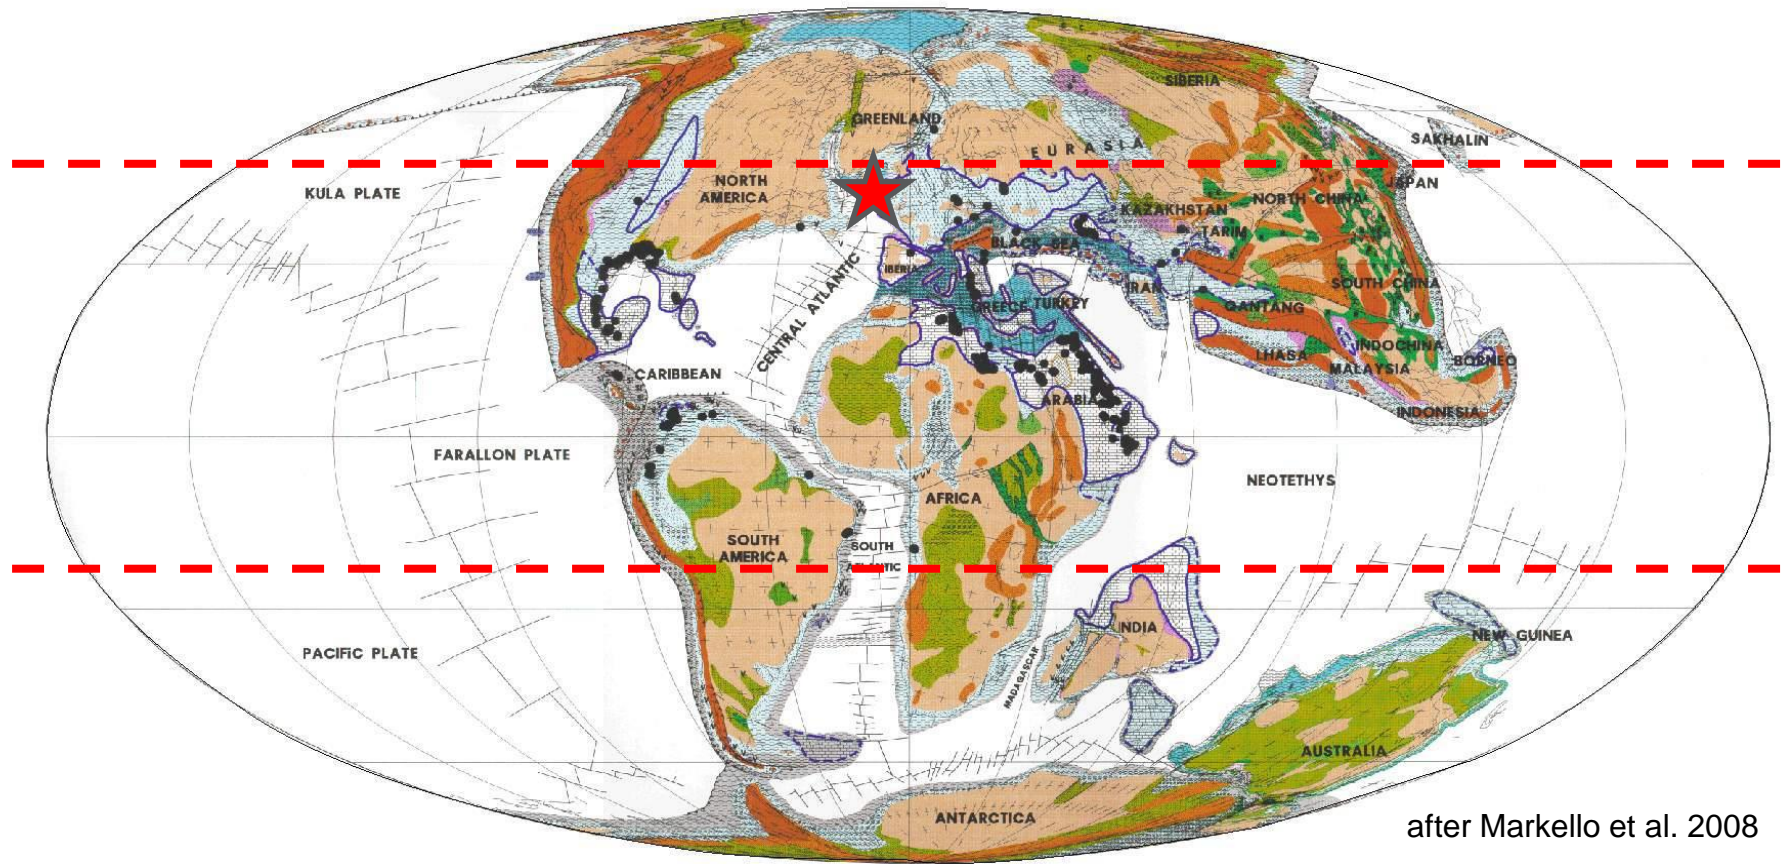 SIBERIA
GREENLAND
EURASIA
SAKHALIN
KULA PLATE
NORTH
AMERICA
JAPAN
NORTH CHINA
KAZAKHSTAN
TARIM
BLACK SEA
IBERIA
IRAN
SOUTH CHINA
GREECE
TURKEY
QANTANG
CENTRAL ATLANTIC
INDOCHINA
LHASA
BORNEO
MALAYSIA
CARIBBEAN
ARABIA
INDONESIA
FARALLON PLATE
NEOTETHYS
AFRICA
SOUTH
AMERICA
SOUTH
ATLANTIC
INDIA
NEW GUINEA
PACIFIC PLATE
MADAGASCAR
AUSTRALIA
ANTARCTICA
after Markello et al. 2008